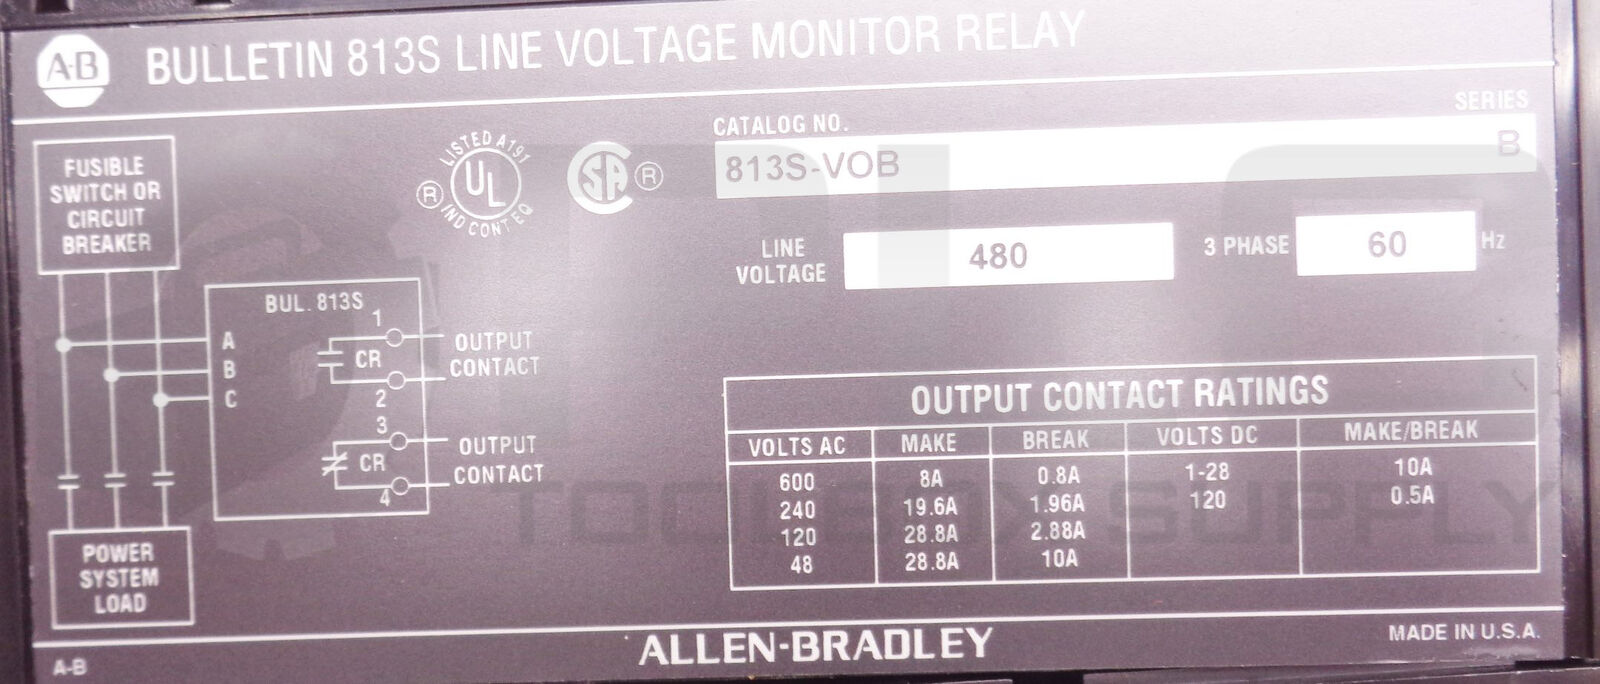 A-B BULLETIN 813S LINE VOLTAGE MONITOR RELAY
FUSIBLE
SWITCH OR
CIRCUIT
BREAKER
LISTED A191
UL ®
IND CONT EQ
SA ®
CATALOG NO.
SERIES
813S-VOB B
LINE
VOLTAGE
480
3 PHASE 60 Hz
BUL. 813S
A
B
C
1
CR
2
OUTPUT
CONTACT
3
CR
4
OUTPUT
CONTACT
POWER
SYSTEM
LOAD
OUTPUT CONTACT RATINGS
VOLTS AC MAKE BREAK VOLTS DC MAKE/BREAK
600 8A 0.8A 1-28 10A
240 19.6A 1.96A 120 0.5A
120 28.8A 2.88A
48 28.8A 10A
TOOLBOX SUPPLY
A-B
ALLEN-BRADLEY
MADE IN U.S.A.